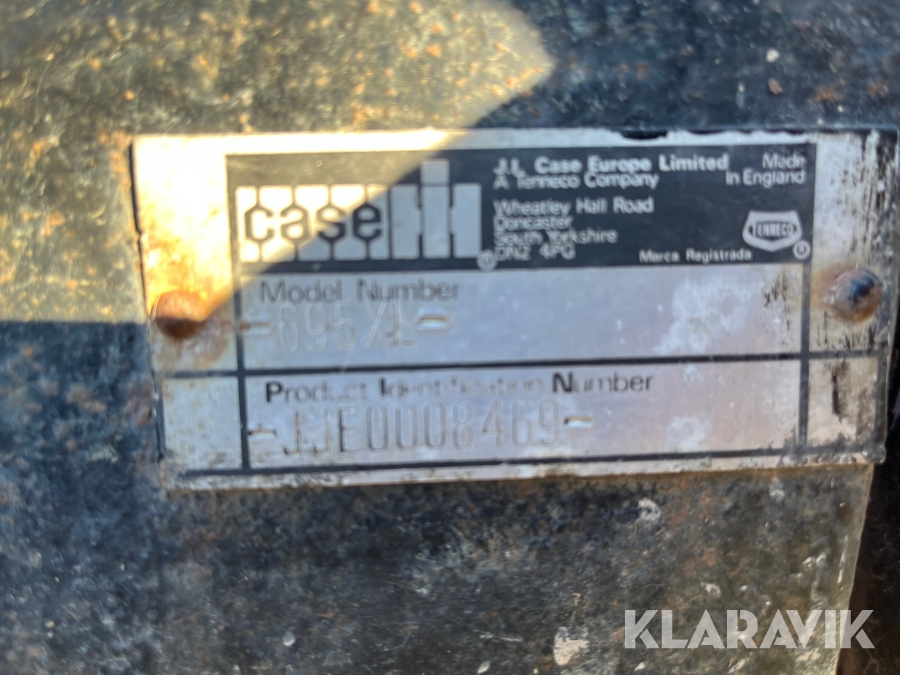 case IH
J.I. Case Europe Limited
A Tenneco Company
Wheatley Hall Road
Doncaster
South Yorkshire
DN2 4PG
Made
In England
TENNECO
Marca Registrada
Model Number
-695/L-
Product Identification Number
-JJE0008469-
KLARAVIK